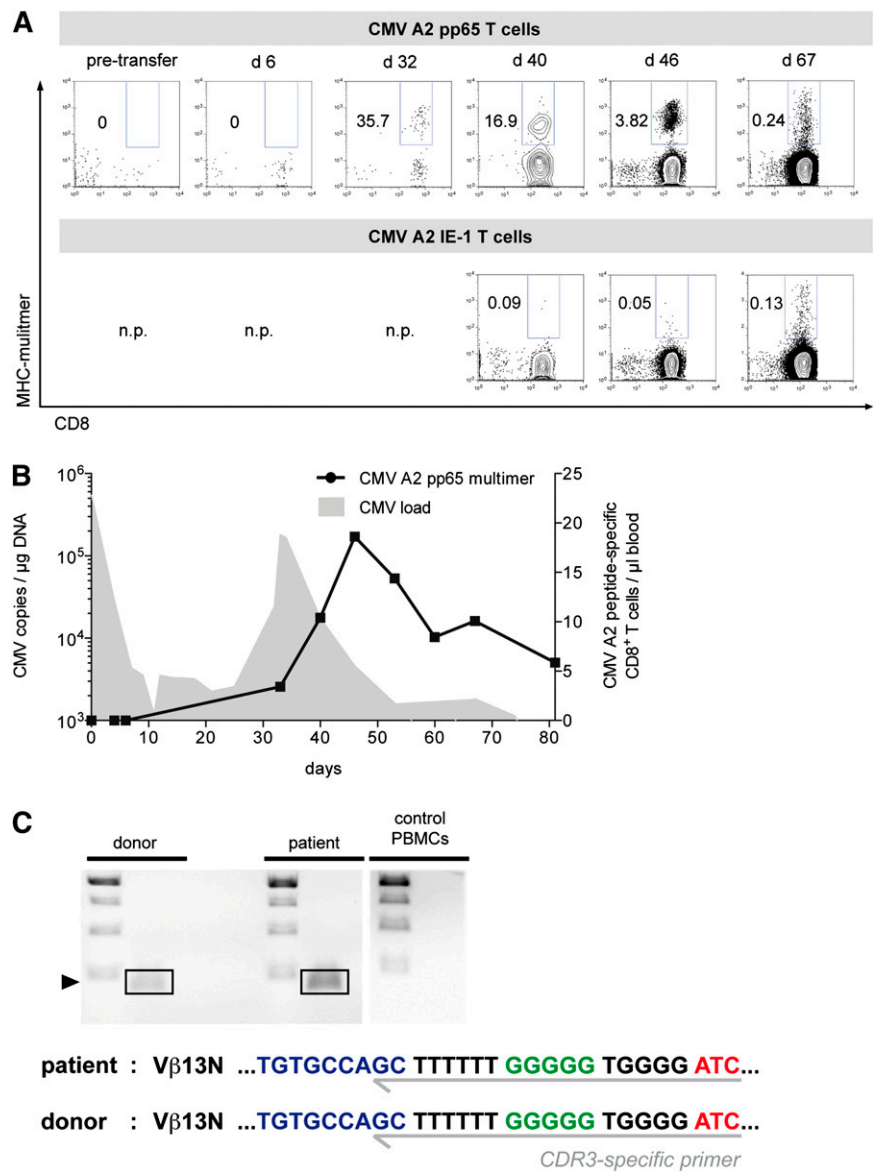 A
CMV A2 pp65 T cells
pre-transfer d 6 d 32 d 40 d 46 d 67
0 0 35.7 16.9 3.82 0.24
CMV A2 IE-1 T cells
n.p. n.p. n.p. 0.09 0.05 0.13
MHC-mulitmer
CD8
B
CMV A2 pp65 multimer
CMV load
CMV copies / µg DNA
10⁶
10⁵
10⁴
10³
CMV A2 peptide-specific
CD8⁺ T cells / µl blood
25
20
15
10
5
0
0 10 20 30 40 50 60 70 80
days
C
donor patient control
PBMCs
patient : Vβ13N ...TGTGCCAGC TTTTTT GGGGG TGGGG ATC...
donor : Vβ13N ...TGTGCCAGC TTTTTT GGGGG TGGGG ATC...
CDR3-specific primer